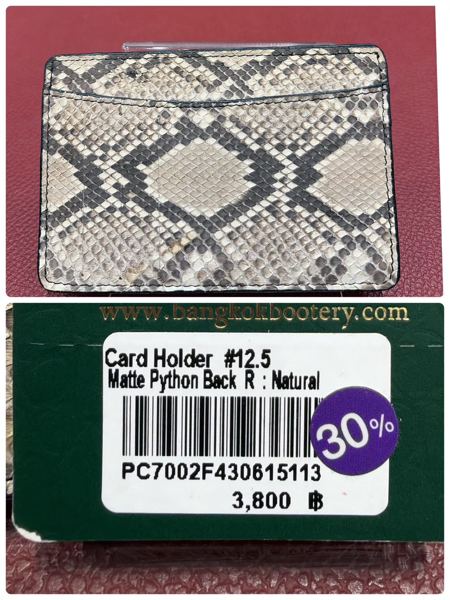 www.bangkokbootery.com
Card Holder #12.5
Matte Python Back R : Natural
30%
PC7002F430615113
3,800 ฿